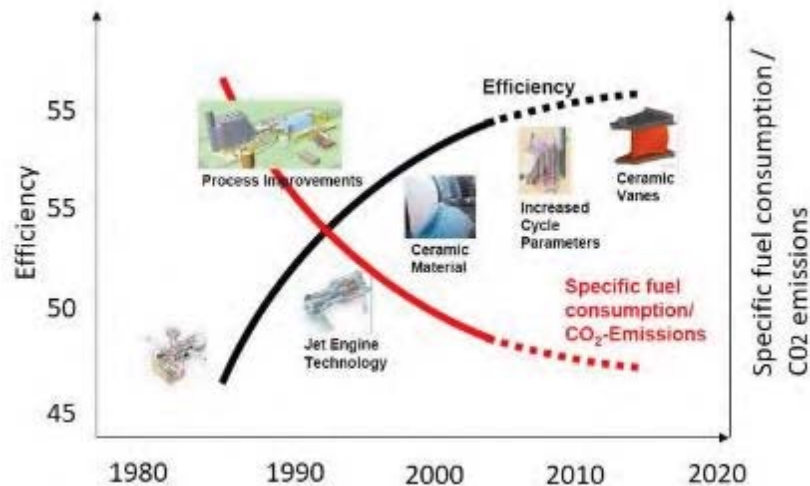 Efficiency
55
Process Improvements
Ceramic
Vanes
Increased
Cycle
Parameters
55
Ceramic
Material
Efficiency
50
Specific fuel
consumption/
CO₂-Emissions
Jet Engine
Technology
45
1980
1990
2000
2010
2020
Specific fuel consumption /
C02 emissions